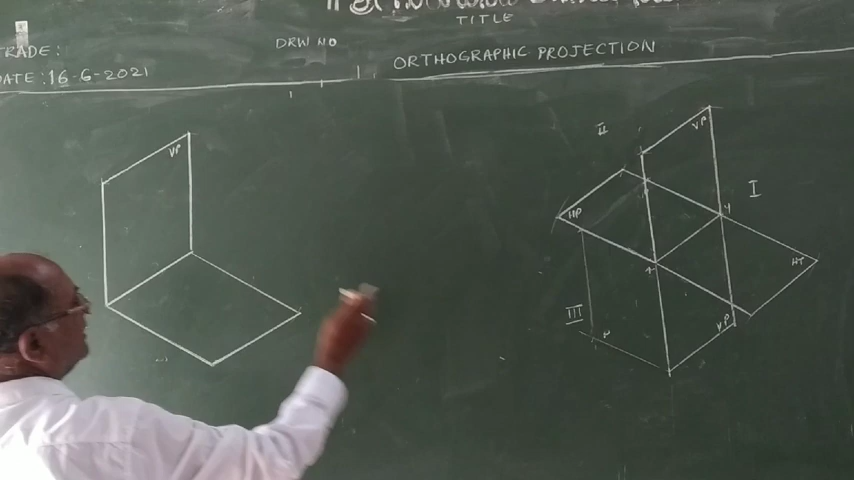 TITLE
TRADE :
DRW NO
ORTHOGRAPHIC PROJECTION
DATE : 16-6-2021
VP
VP
II
I
HP
Y
HT
III
VP
P